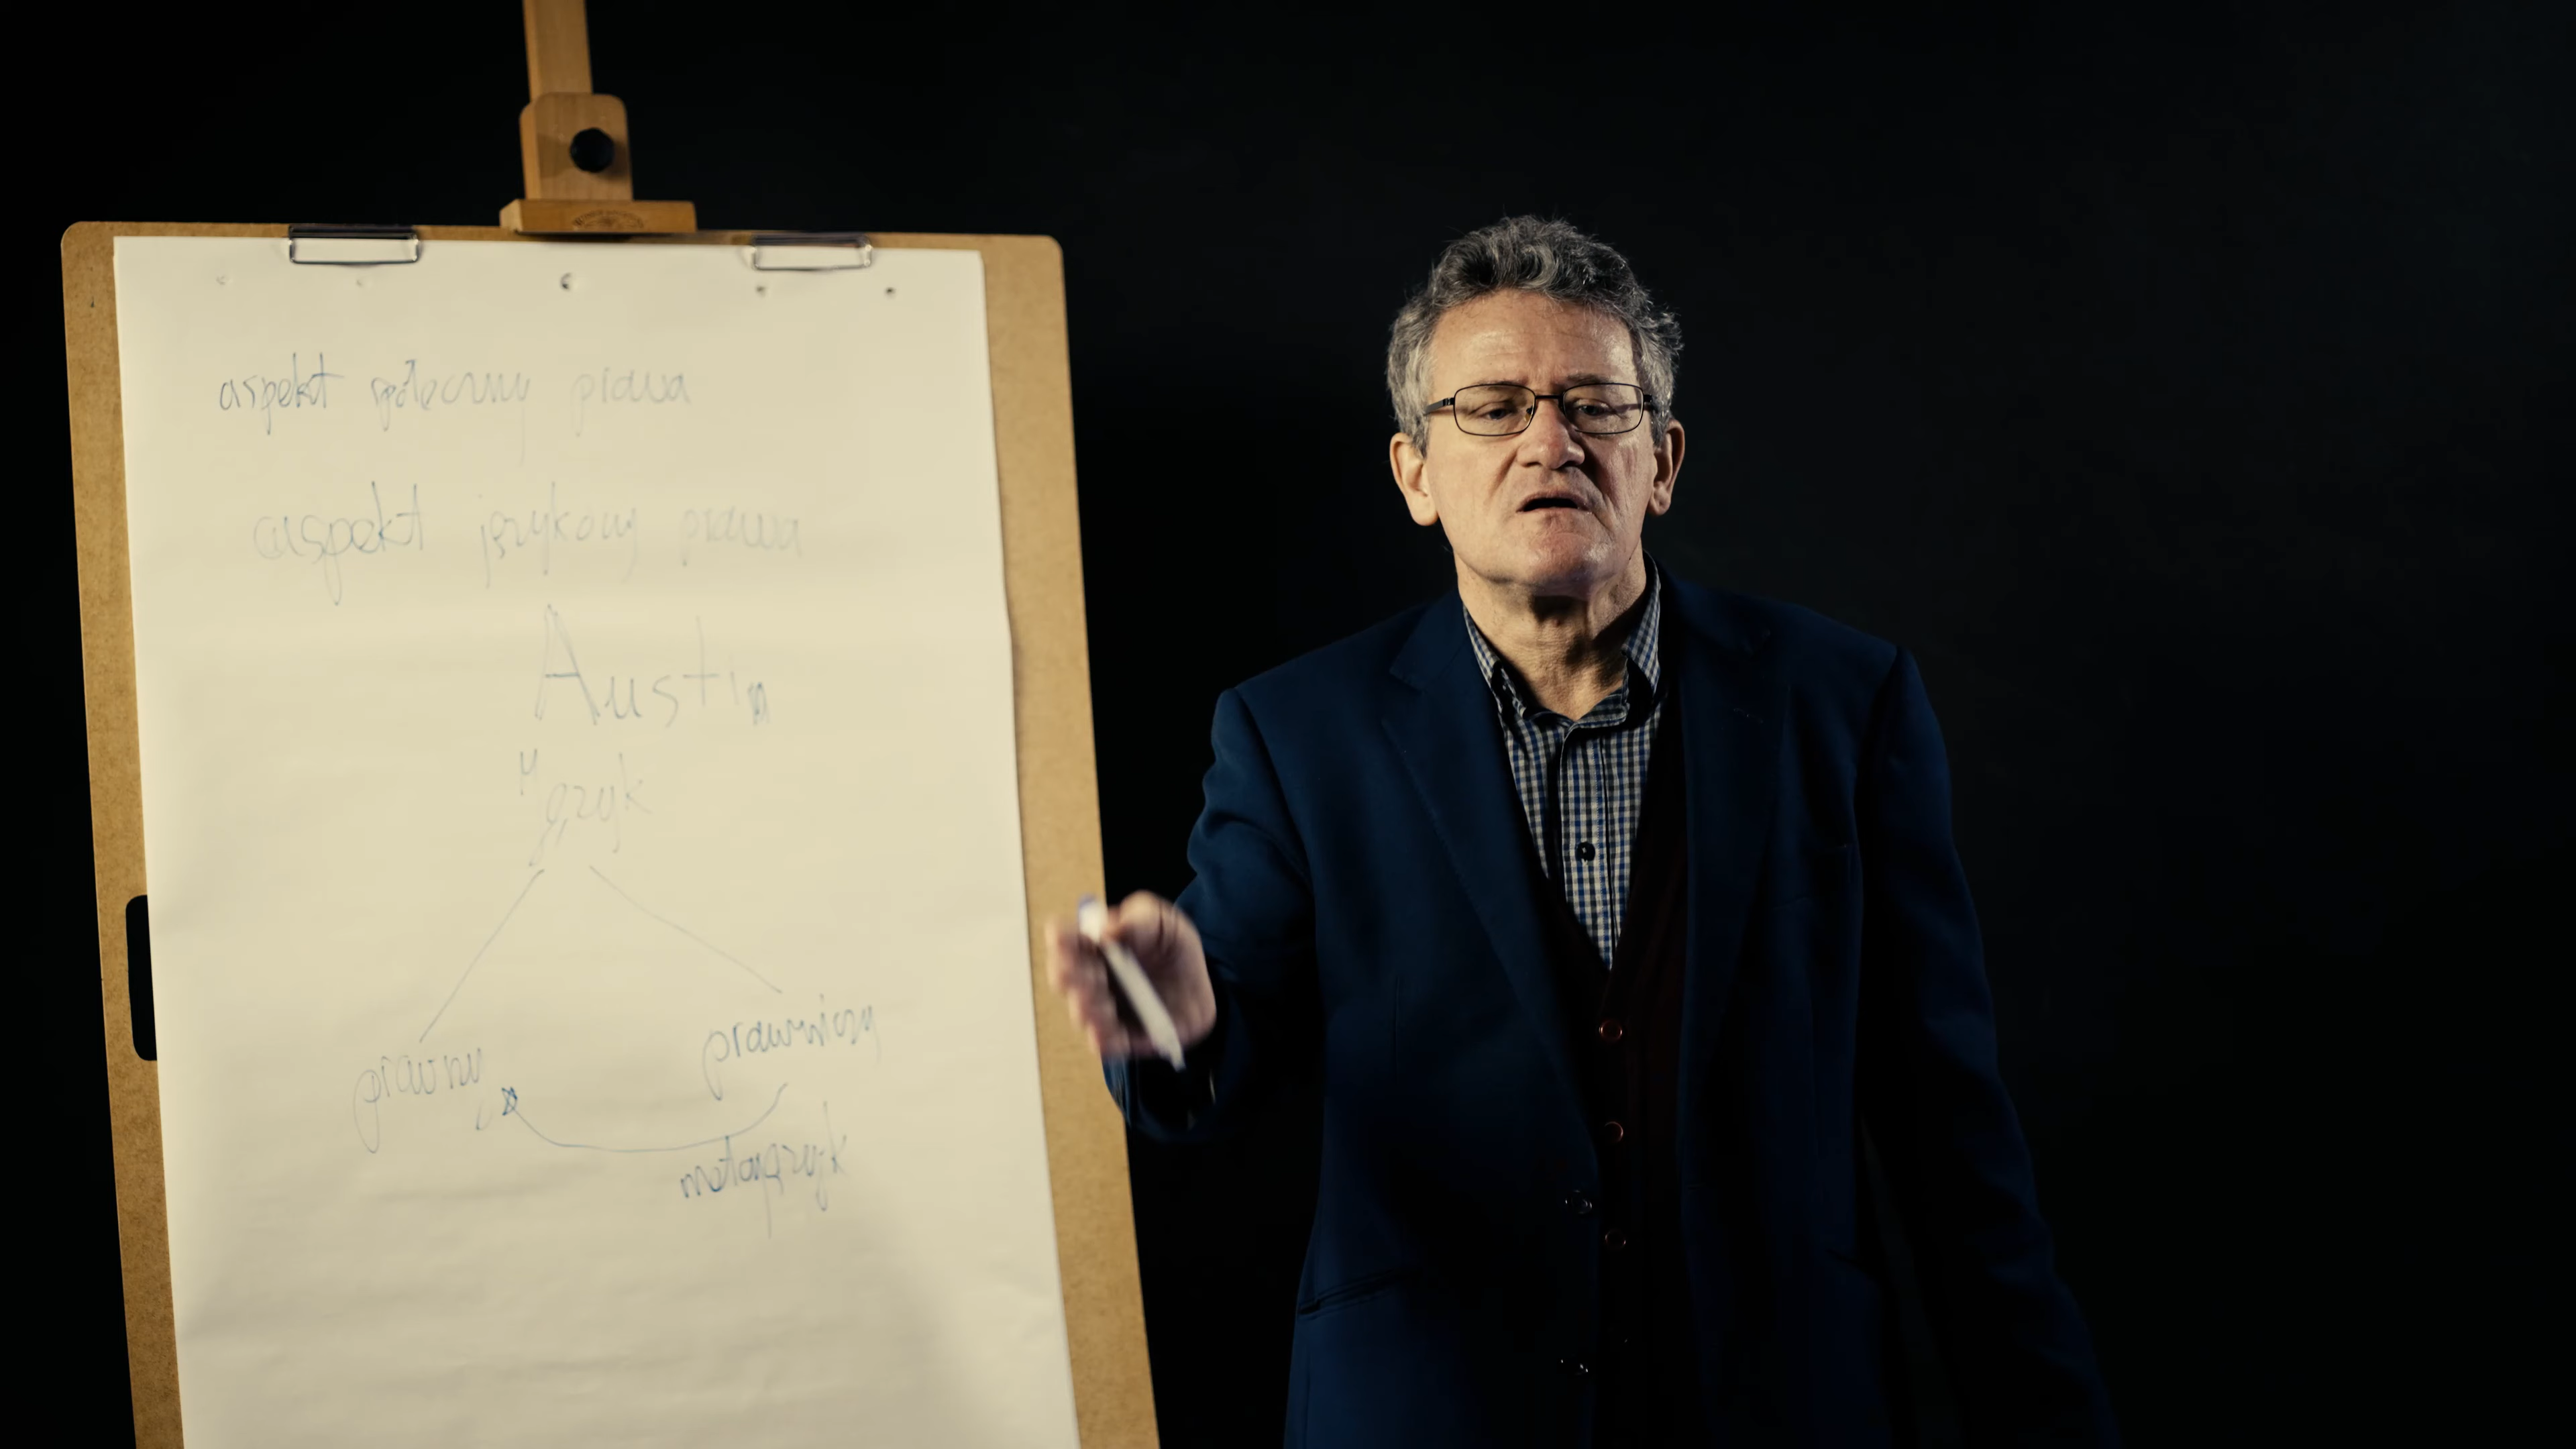 aspekt społeczny prawa
aspekt językowy prawa
Austin
język
prawny
prawniczy
metajęzyk